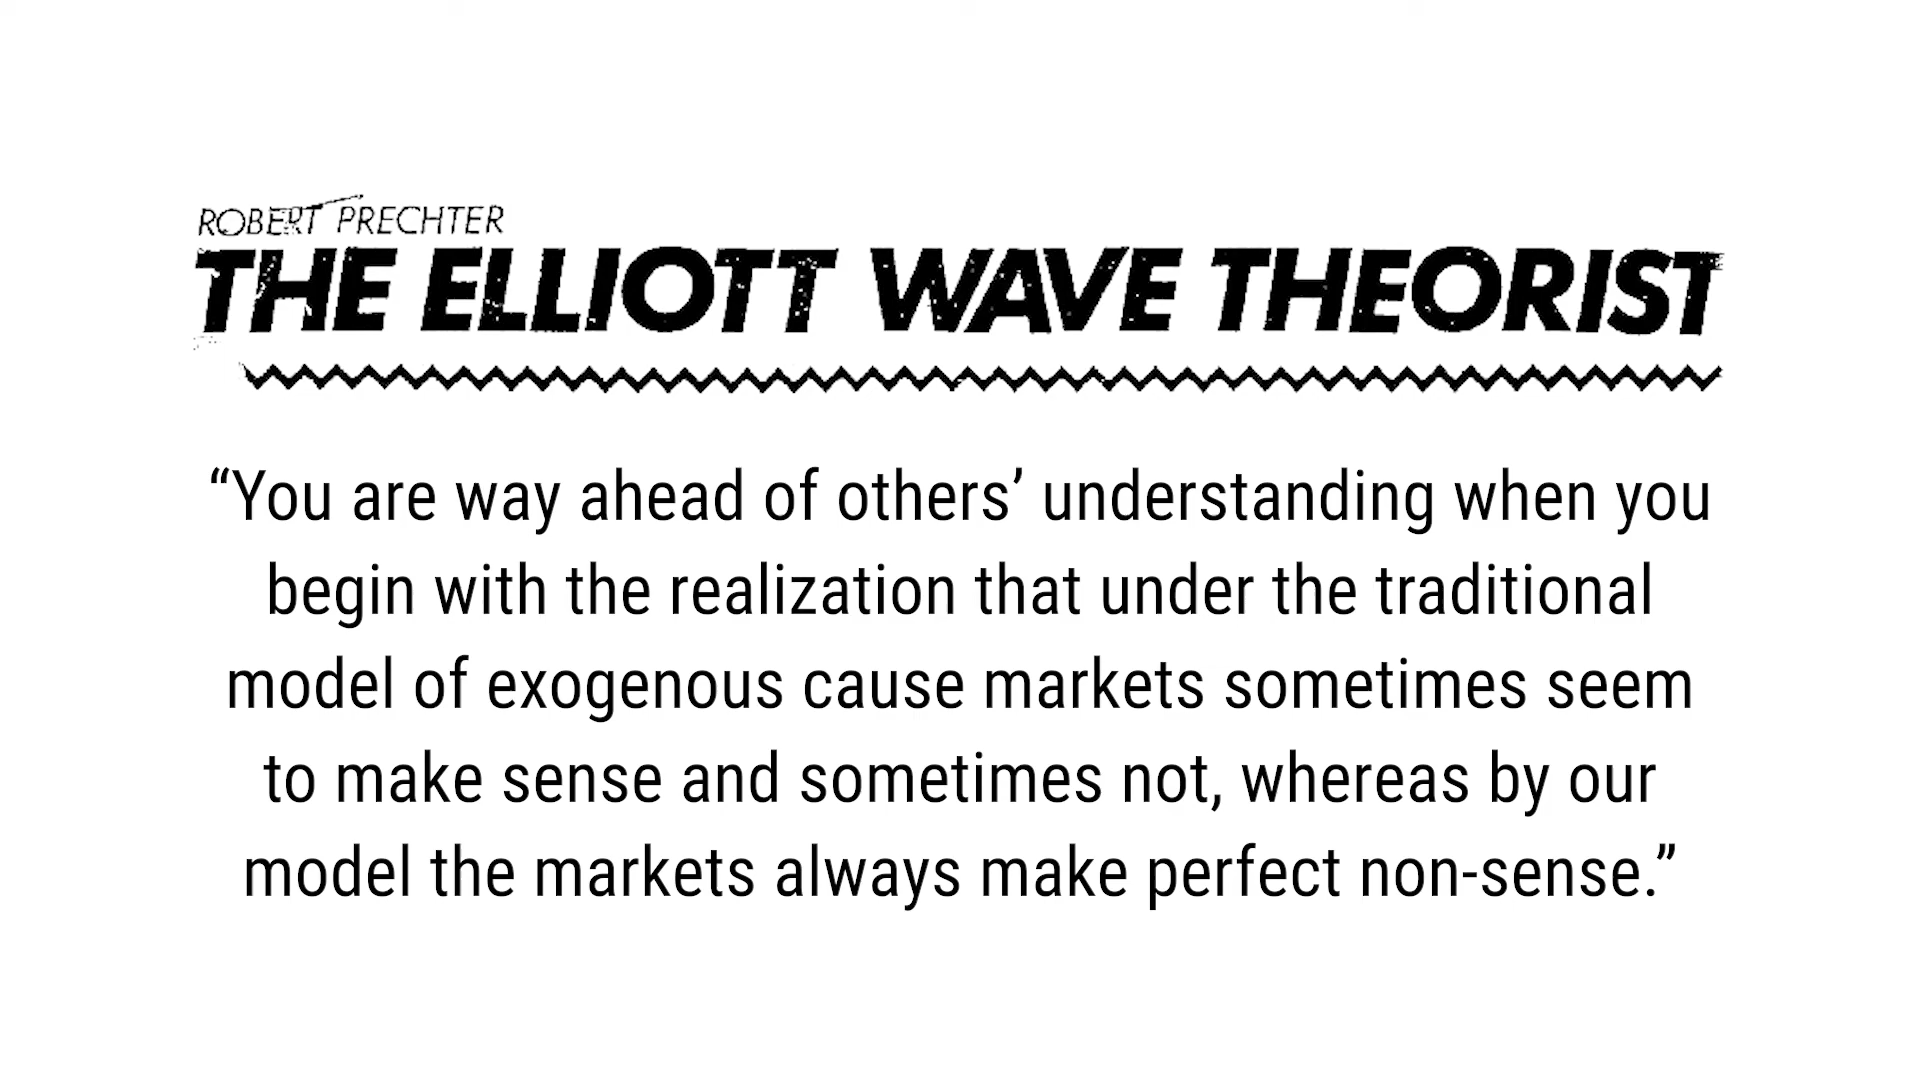 ROBERT PRECHTER
THE ELLIOTT WAVE THEORIST
“You are way ahead of others’ understanding when you
begin with the realization that under the traditional
model of exogenous cause markets sometimes seem
to make sense and sometimes not, whereas by our
model the markets always make perfect non-sense.”